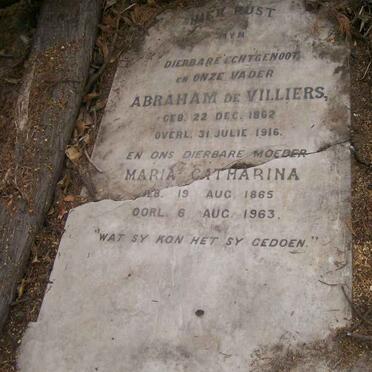 HIER RUST
MYN
DIERBARE ECHTGENOOT
EN ONZE VADER
ABRAHAM DE VILLIERS,
GEB. 22 DEC. 1862
OVERL. 31 JULIE 1916.
EN ONS DIERBARE MOEDER
MARIA CATHARINA
GEB. 19 AUG. 1865
OORL. 6 AUG. 1963.
"WAT SY KON HET SY GEDOEN."